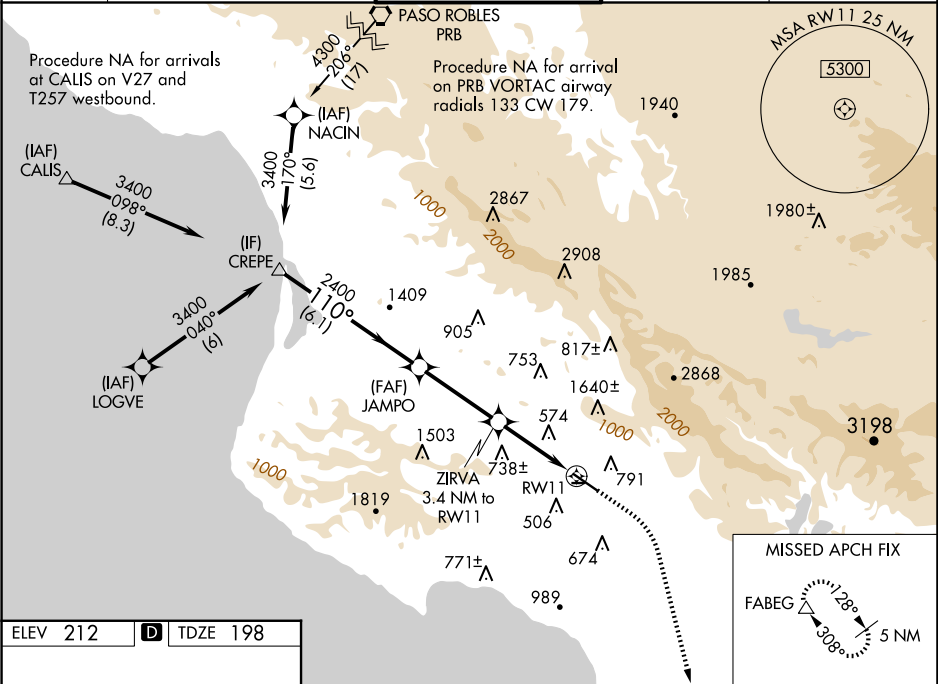 PASO ROBLES
PRB
MSA RW11 25 NM
5300
Procedure NA for arrivals
at CALIS on V27 and
T257 westbound.
4300
206°
(17)
Procedure NA for arrival
on PRB VORTAC airway
radials 133 CW 179.
1940
(IAF)
NACIN
(IAF)
CALIS
3400
098°
(8.3)
3400
170°
(5.6)
1000
2867
2000
1980±
(IF)
CREPE
2908
1985
2400
110°
(6.1)
1409
905
3400
040°
(6)
817±
753
2868
(IAF)
LOGVE
(FAF)
JAMPO
1640±
574
1000
2000
3198
1503
738±
ZIRVA
3.4 NM to
RW11
RW11
791
1000
1819
506
674
771±
989
MISSED APCH FIX
FABEG
128°
308°
5 NM
ELEV 212
D
TDZE 198